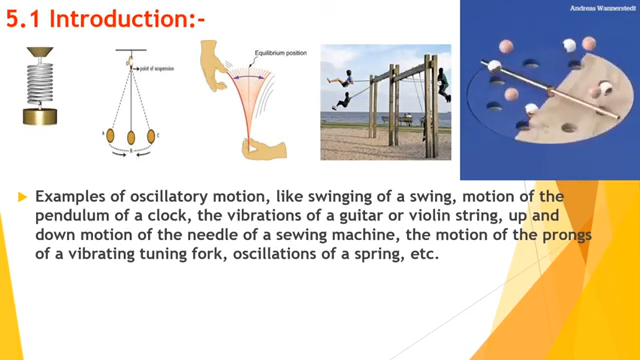 5.1 Introduction:-
Andreas Wannerstedt
Equilibrium position
point of suspension
A
B
C
Examples of oscillatory motion, like swinging of a swing, motion of the
pendulum of a clock, the vibrations of a guitar or violin string, up and
down motion of the needle of a sewing machine, the motion of the prongs
of a vibrating tuning fork, oscillations of a spring, etc.